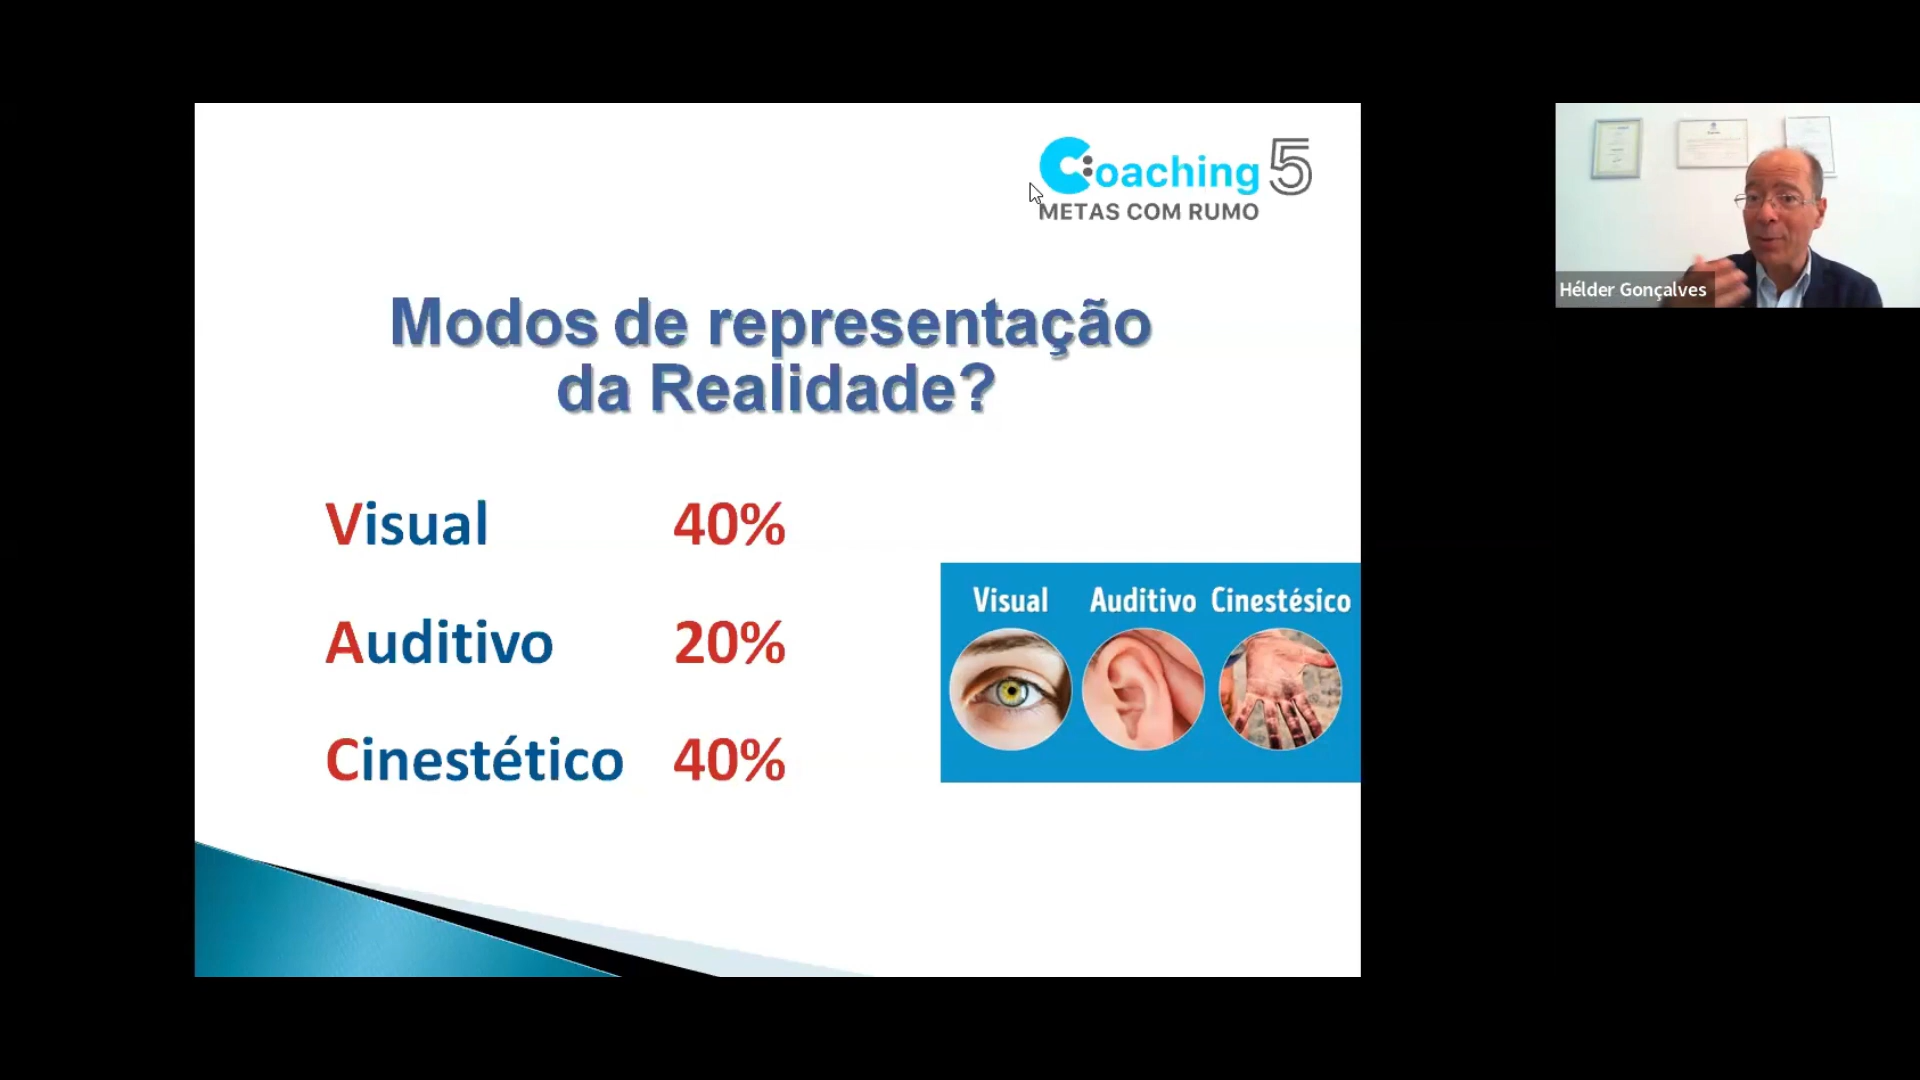 Coaching 5
METAS COM RUMO
Hélder Gonçalves
Modos de representação
da Realidade?
Visual 40%
Auditivo 20%
Cinestético 40%
Visual Auditivo Cinestésico